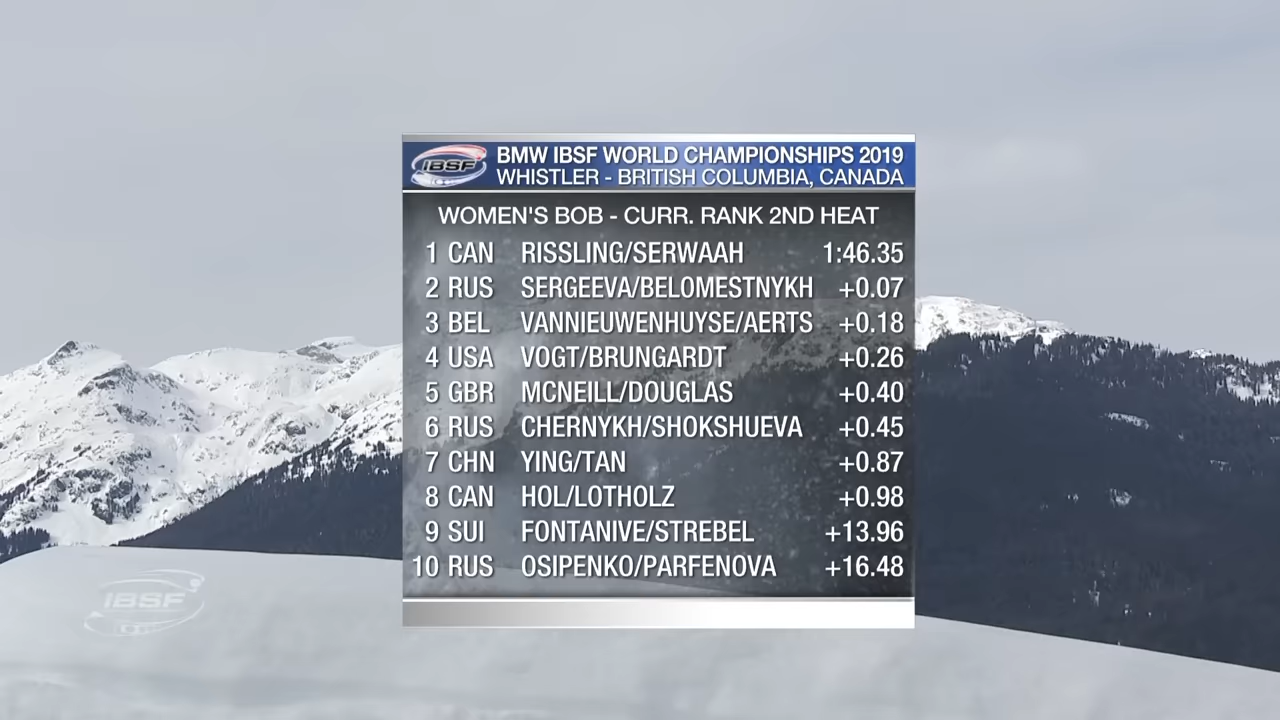 IBSF
BMW IBSF WORLD CHAMPIONSHIPS 2019
WHISTLER - BRITISH COLUMBIA, CANADA
WOMEN'S BOB - CURR. RANK 2ND HEAT
1 CAN RISSLING/SERWAAH 1:46.35
2 RUS SERGEEVA/BELOMESTNYKH +0.07
3 BEL VANNIEUWENHUYSE/AERTS +0.18
4 USA VOGT/BRUNGARDT +0.26
5 GBR MCNEILL/DOUGLAS +0.40
6 RUS CHERNYKH/SHOKSHUEVA +0.45
7 CHN YING/TAN +0.87
8 CAN HOL/LOTHOLZ +0.98
9 SUI FONTANIVE/STREBEL +13.96
10 RUS OSIPENKO/PARFENOVA +16.48
IBSF